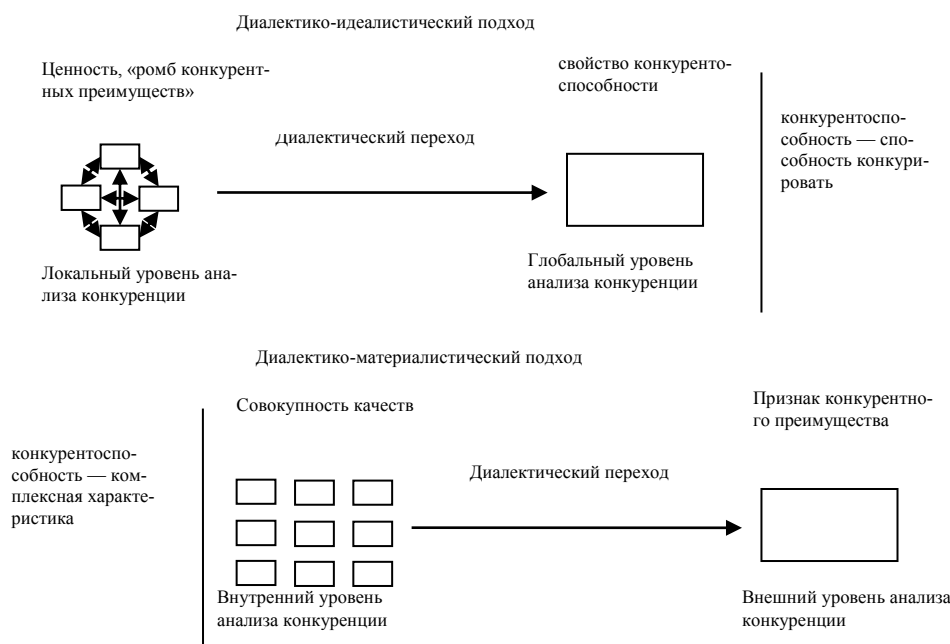 Диалектико-идеалистический подход
Ценность, «ромб конкурент-
ных преимуществ»
свойство конкуренто-
способности
Диалектический переход
конкурентоспо-
собность — спо-
собность конкури-
ровать
Локальный уровень ана-
лиза конкуренции
Глобальный уровень
анализа конкуренции
Диалектико-материалистический подход
Совокупность качеств
Признак конкурентно-
го преимущества
конкурентоспо-
собность — ком-
плексная характе-
ристика
Диалектический переход
Внутренний уровень
анализа конкуренции
Внешний уровень анализа
конкуренции